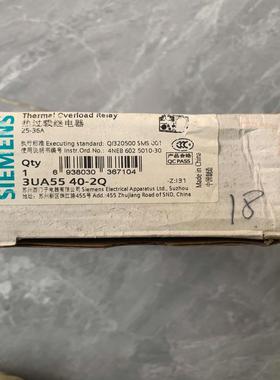 SIEMENS
Thermal Overload Relay
热过载继电器
25-36A
执行标准 Executing standard: Q/320500 SMS 001
使用说明书编号 Instr.Ord.No. 4NEB 602 5010-30
Qty
1 6 938030 367104
3UA55 40-2Q
-Z:I31
苏州西门子电器有限公司 Siemens Electrical Apparatus Ltd., Suzhou
苏州新区珠江路455号 Add: 455 Zhujiang Road of SND, China
QC PASS
Made in China
中国制造
18